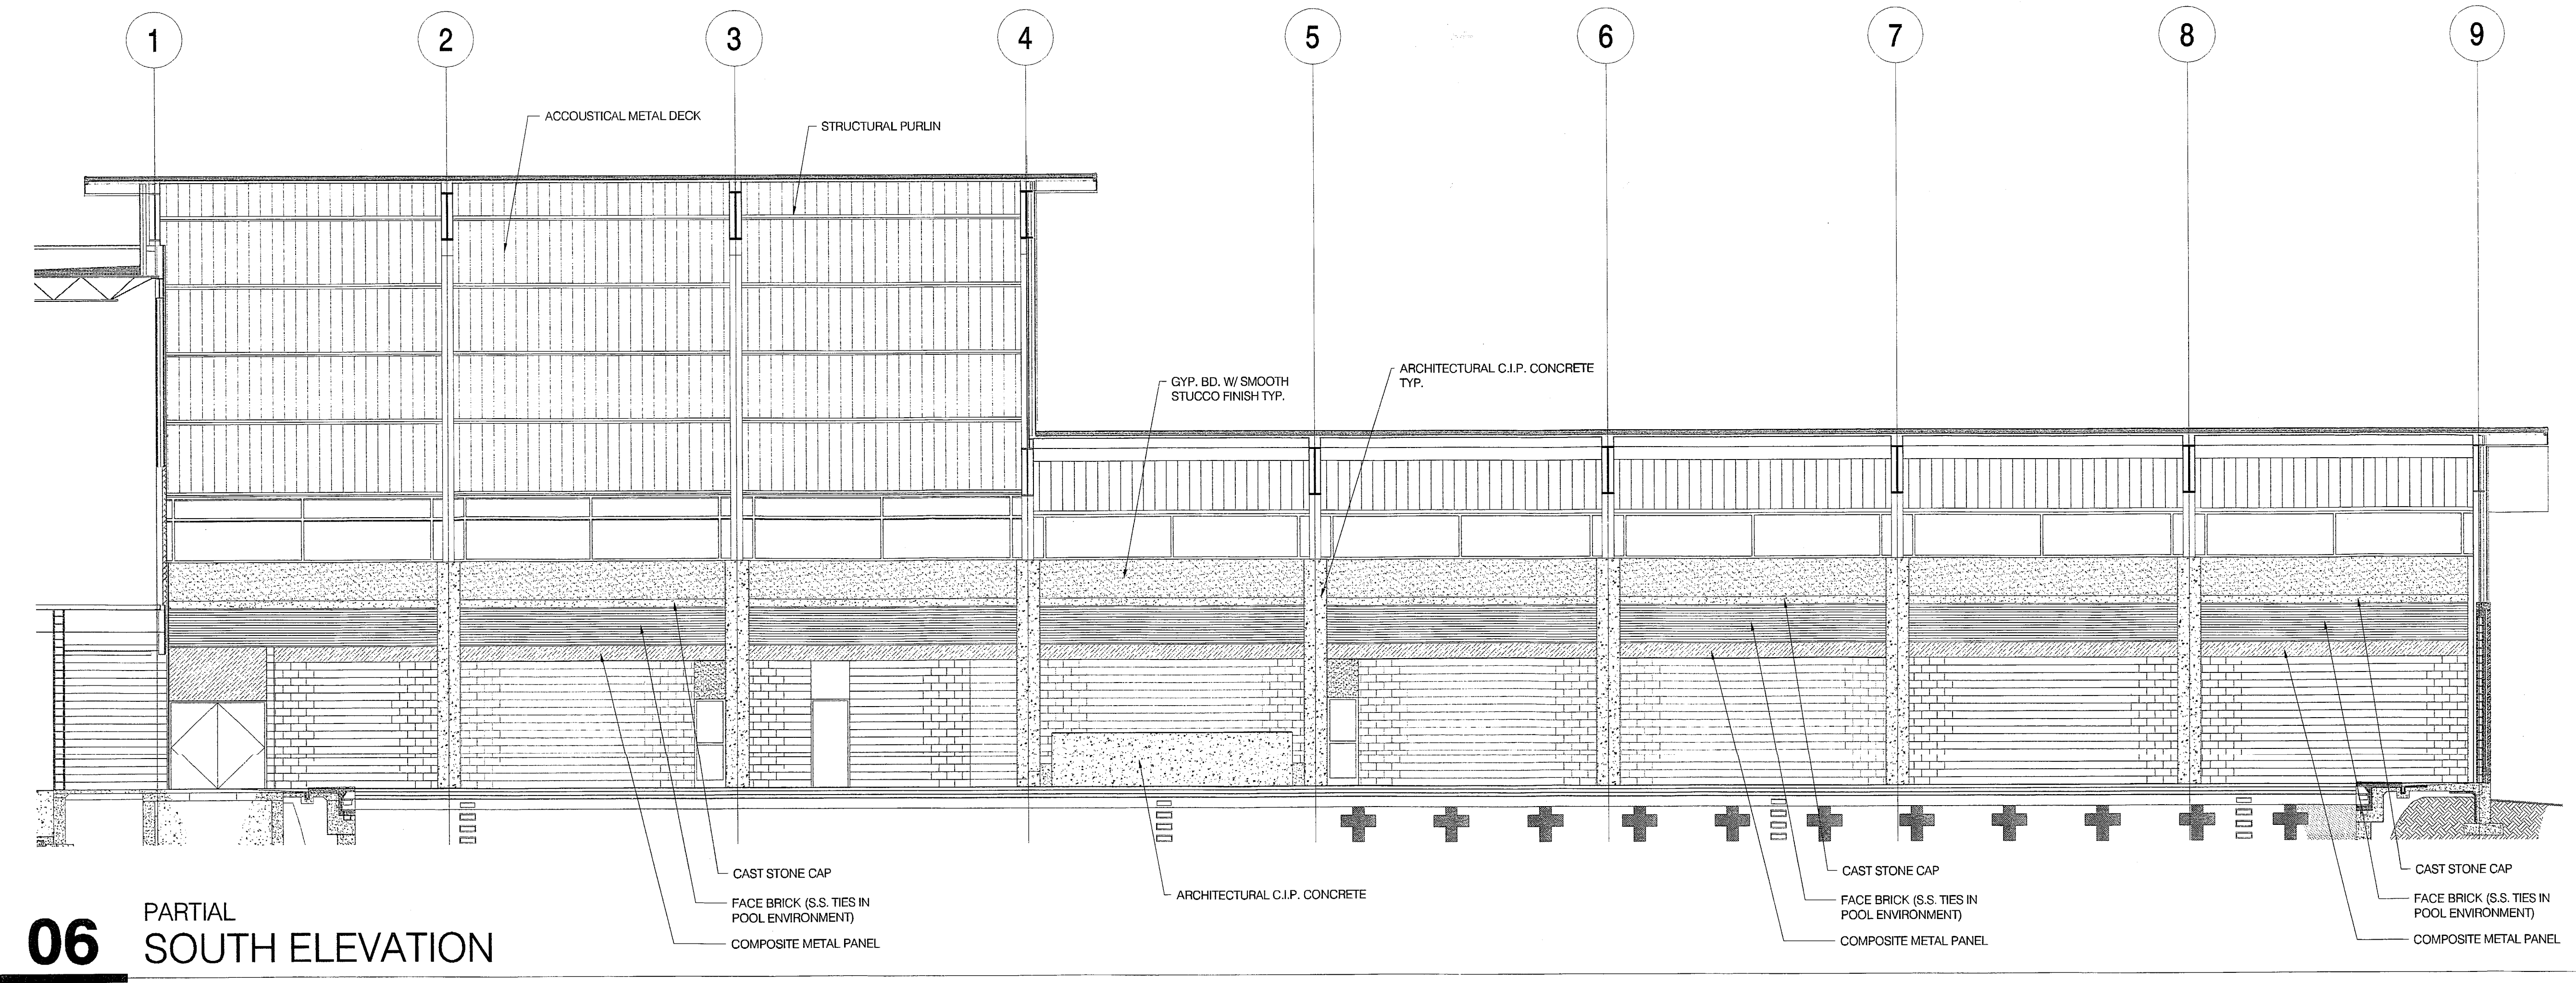 1 2 3 4 5 6 7 8 9
ACCOUSTICAL METAL DECK
STRUCTURAL PURLIN
GYP. BD. W/ SMOOTH
STUCCO FINISH TYP.
ARCHITECTURAL C.I.P. CONCRETE
TYP.
CAST STONE CAP
FACE BRICK (S.S. TIES IN
POOL ENVIRONMENT)
COMPOSITE METAL PANEL
ARCHITECTURAL C.I.P. CONCRETE
CAST STONE CAP
FACE BRICK (S.S. TIES IN
POOL ENVIRONMENT)
COMPOSITE METAL PANEL
CAST STONE CAP
FACE BRICK (S.S. TIES IN
POOL ENVIRONMENT)
COMPOSITE METAL PANEL
06
PARTIAL
SOUTH ELEVATION